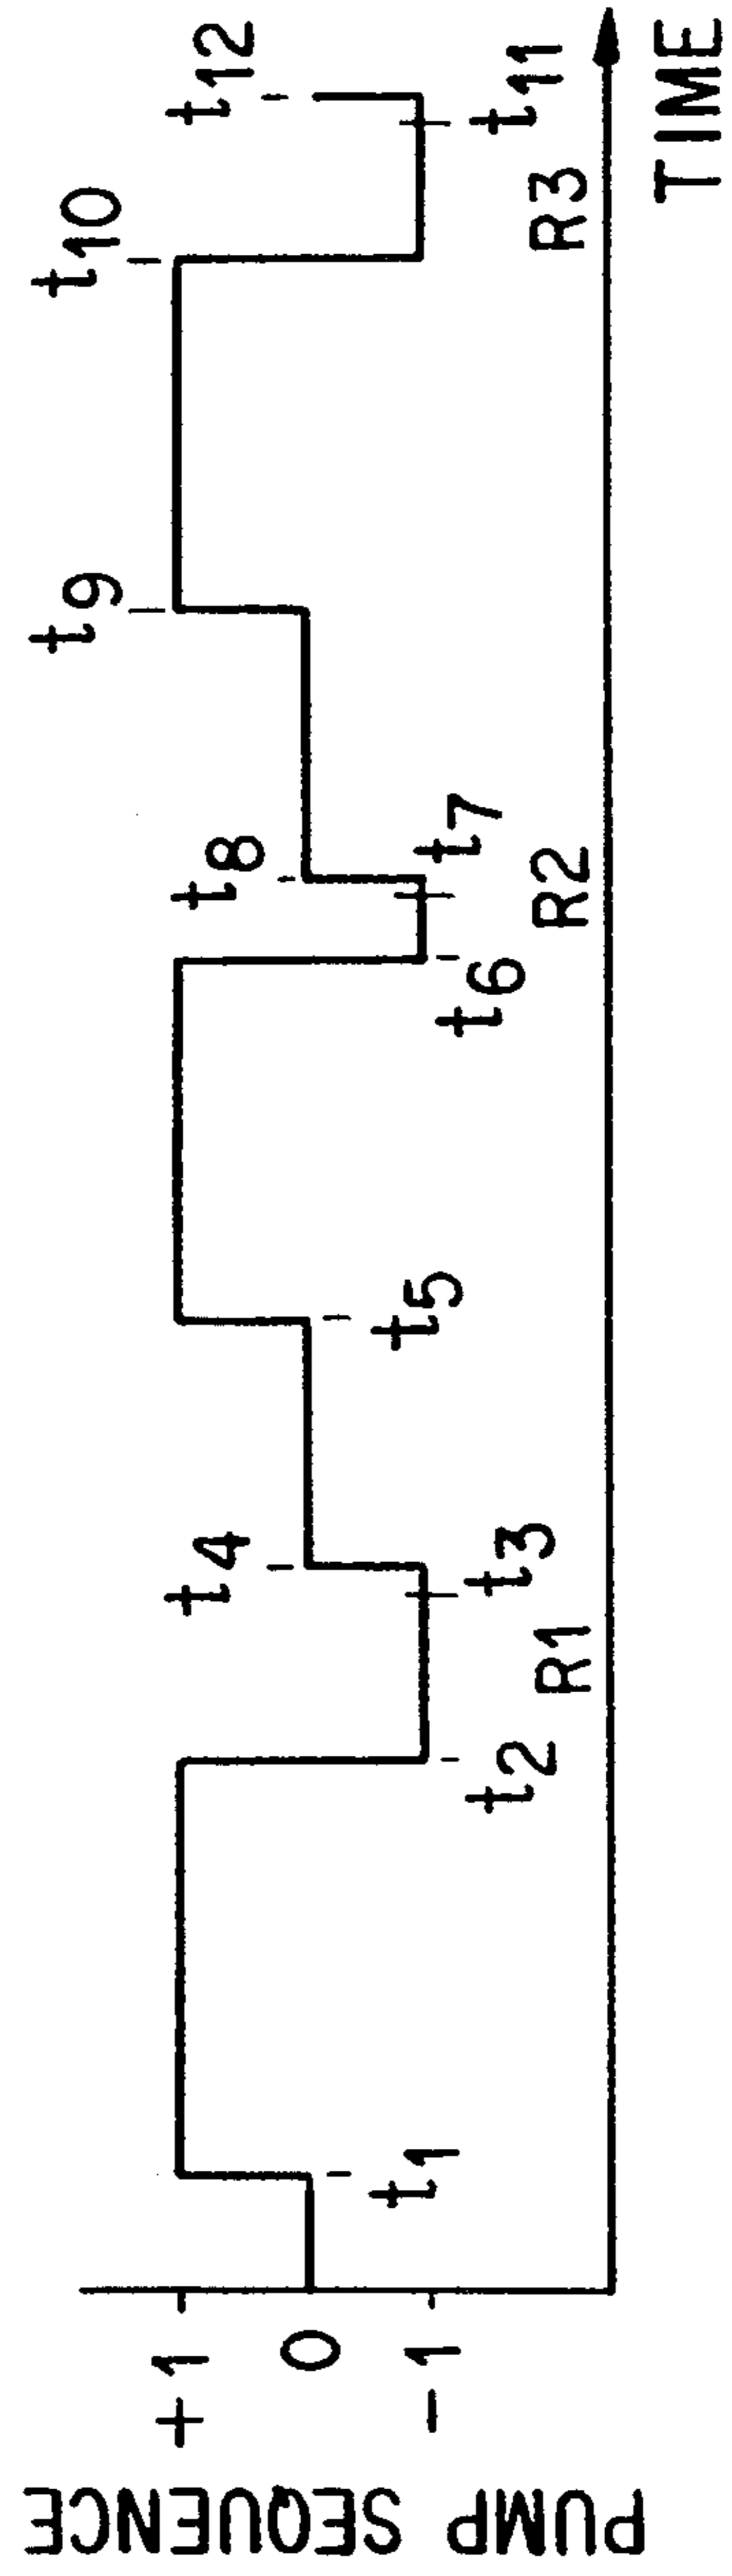 PUMP SEQUENCE
+1
0
-1
t1
t2
t3
t4
t5
t6
t7
t8
t9
t10
t11
t12
R1
R2
R3
TIME